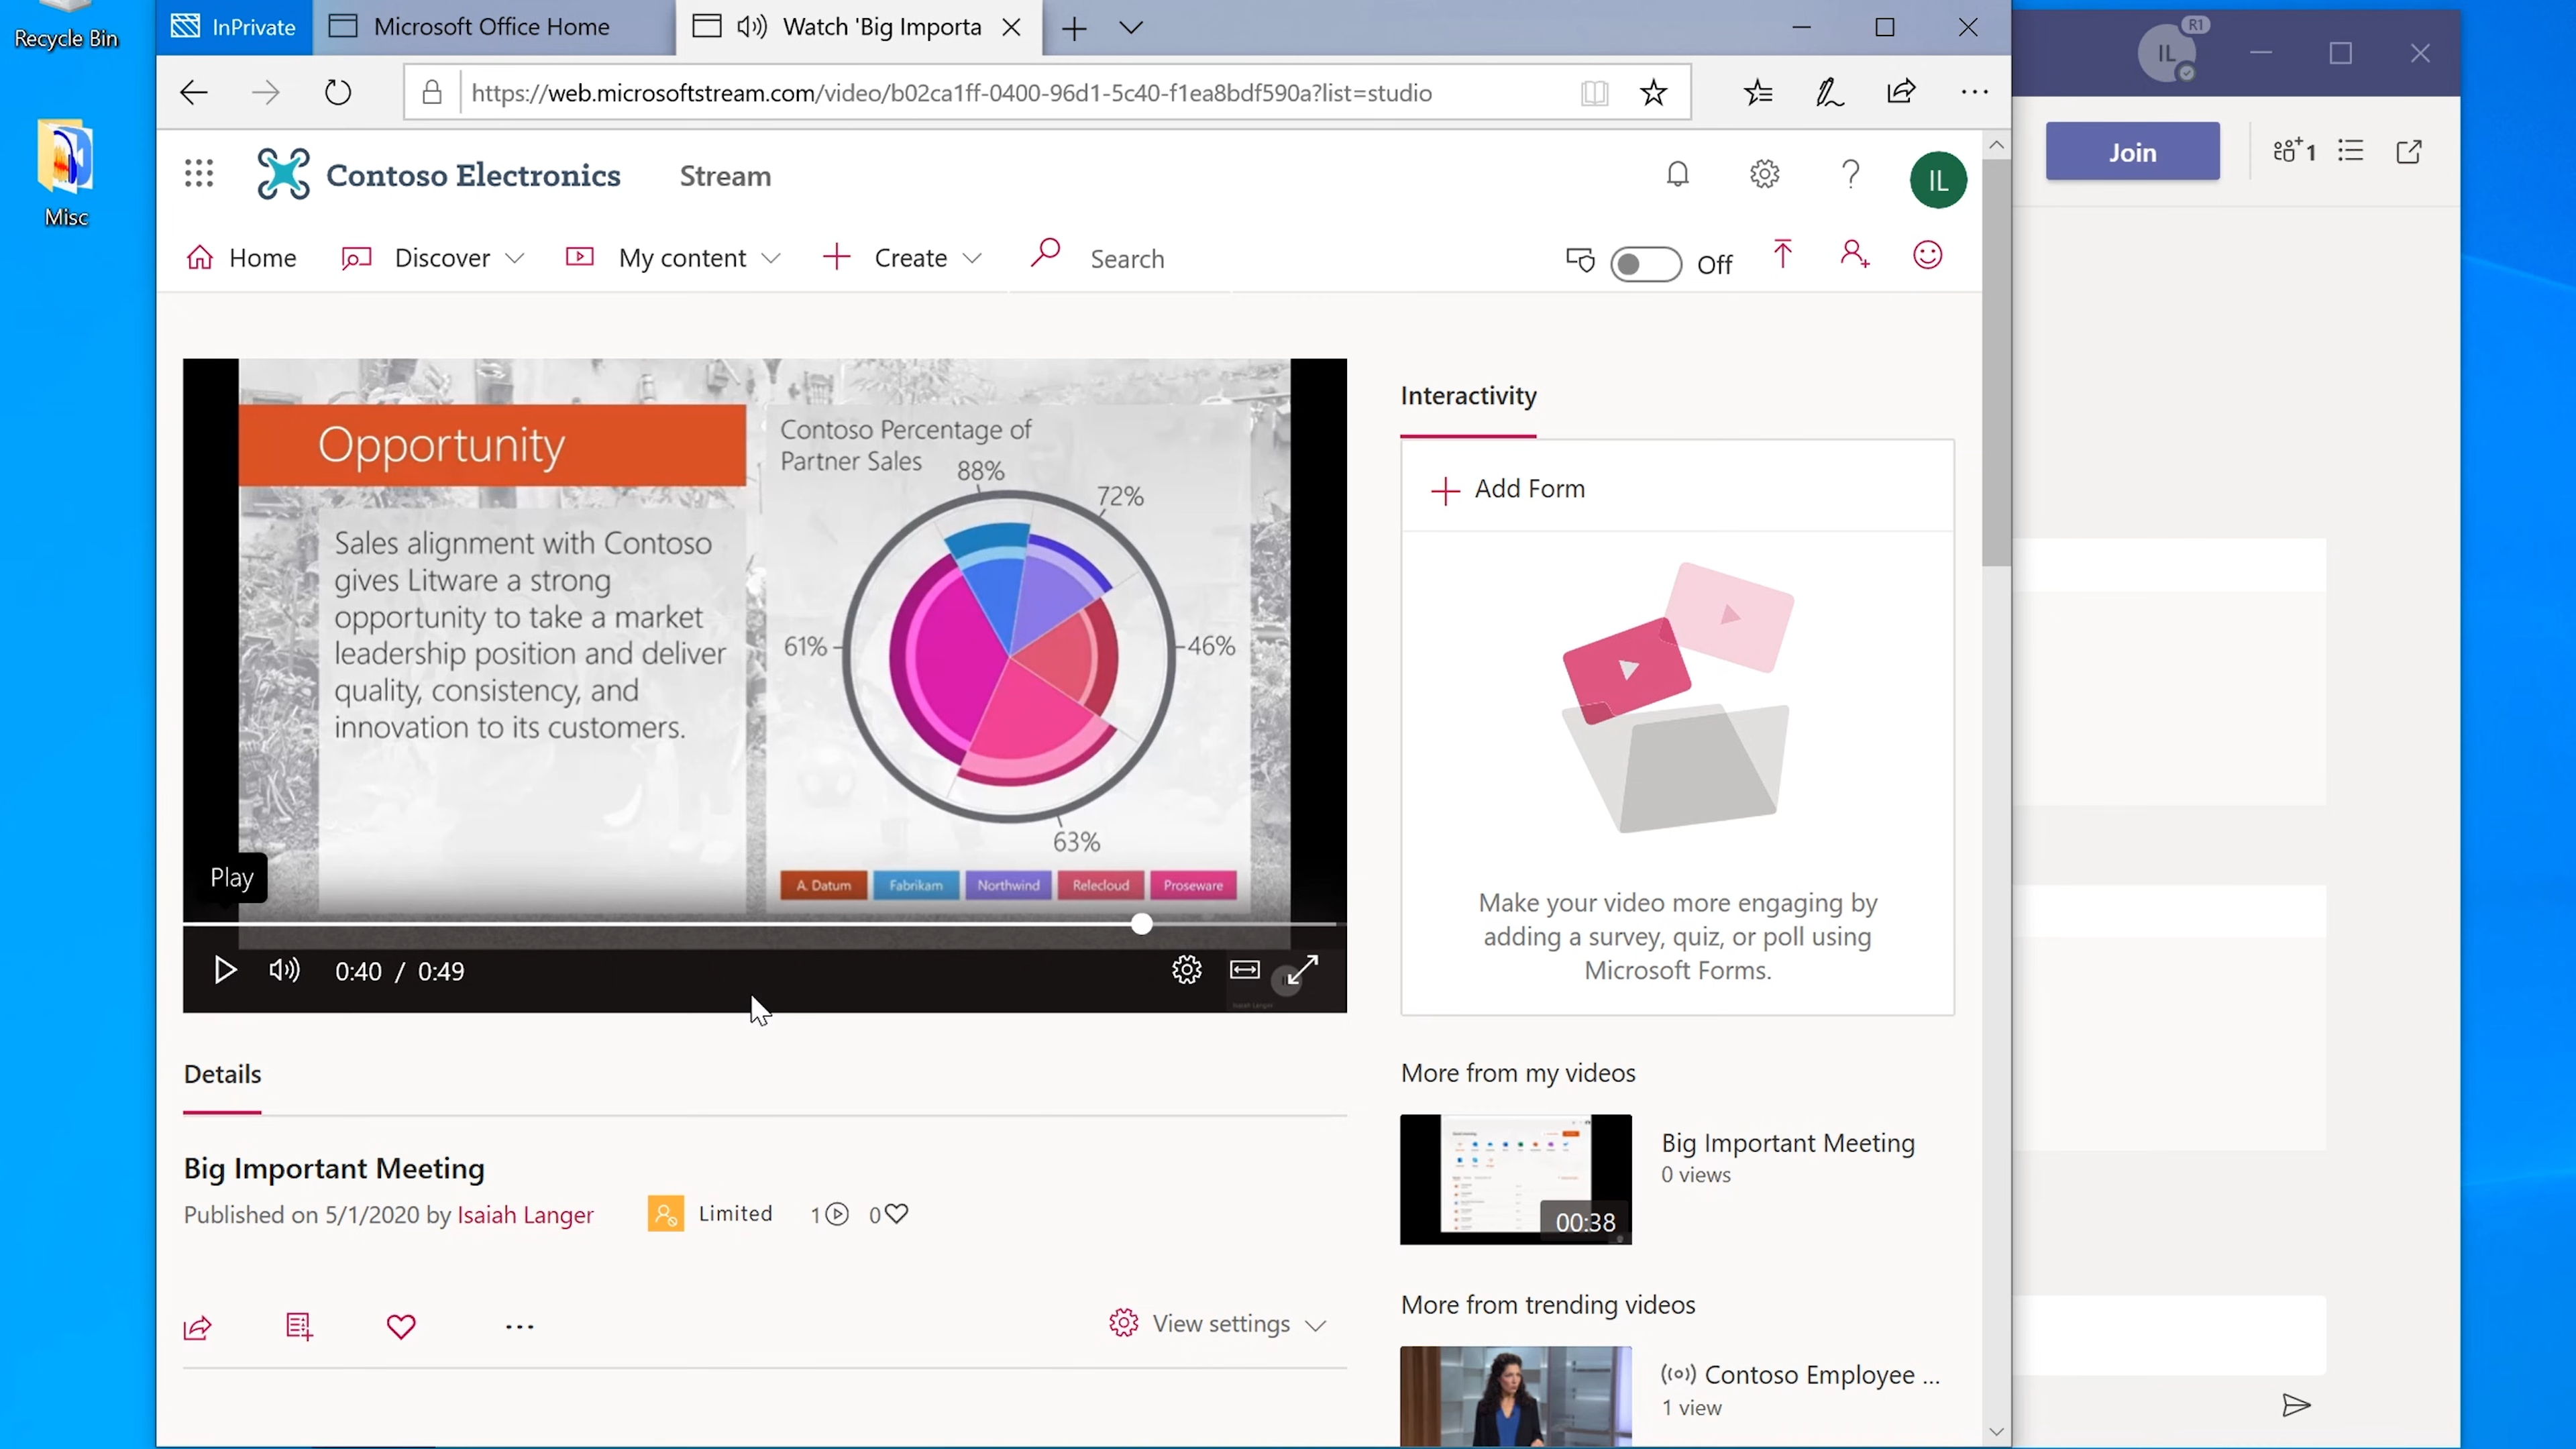 Recycle Bin
Misc
InPrivate
Microsoft Office Home
Watch 'Big Importa
https://web.microsoftstream.com/video/b02ca1ff-0400-96d1-5c40-f1ea8bdf590a?list=studio
R1
IL
Join
1
Contoso Electronics
Stream
IL
Home
Discover
My content
Create
Search
Off
Opportunity
Sales alignment with Contoso
gives Litware a strong
opportunity to take a market
leadership position and deliver
quality, consistency, and
innovation to its customers.
Contoso Percentage of
Partner Sales
88%
72%
61%
46%
63%
A. Datum
Fabrikam
Northwind
Relecloud
Proseware
Play
0:40 / 0:49
Isaiah Langer
Interactivity
Add Form
Make your video more engaging by
adding a survey, quiz, or poll using
Microsoft Forms.
Details
Big Important Meeting
Published on 5/1/2020 by Isaiah Langer
Limited
1
0
View settings
More from my videos
00:38
Big Important Meeting
0 views
More from trending videos
Contoso Employee ...
1 view